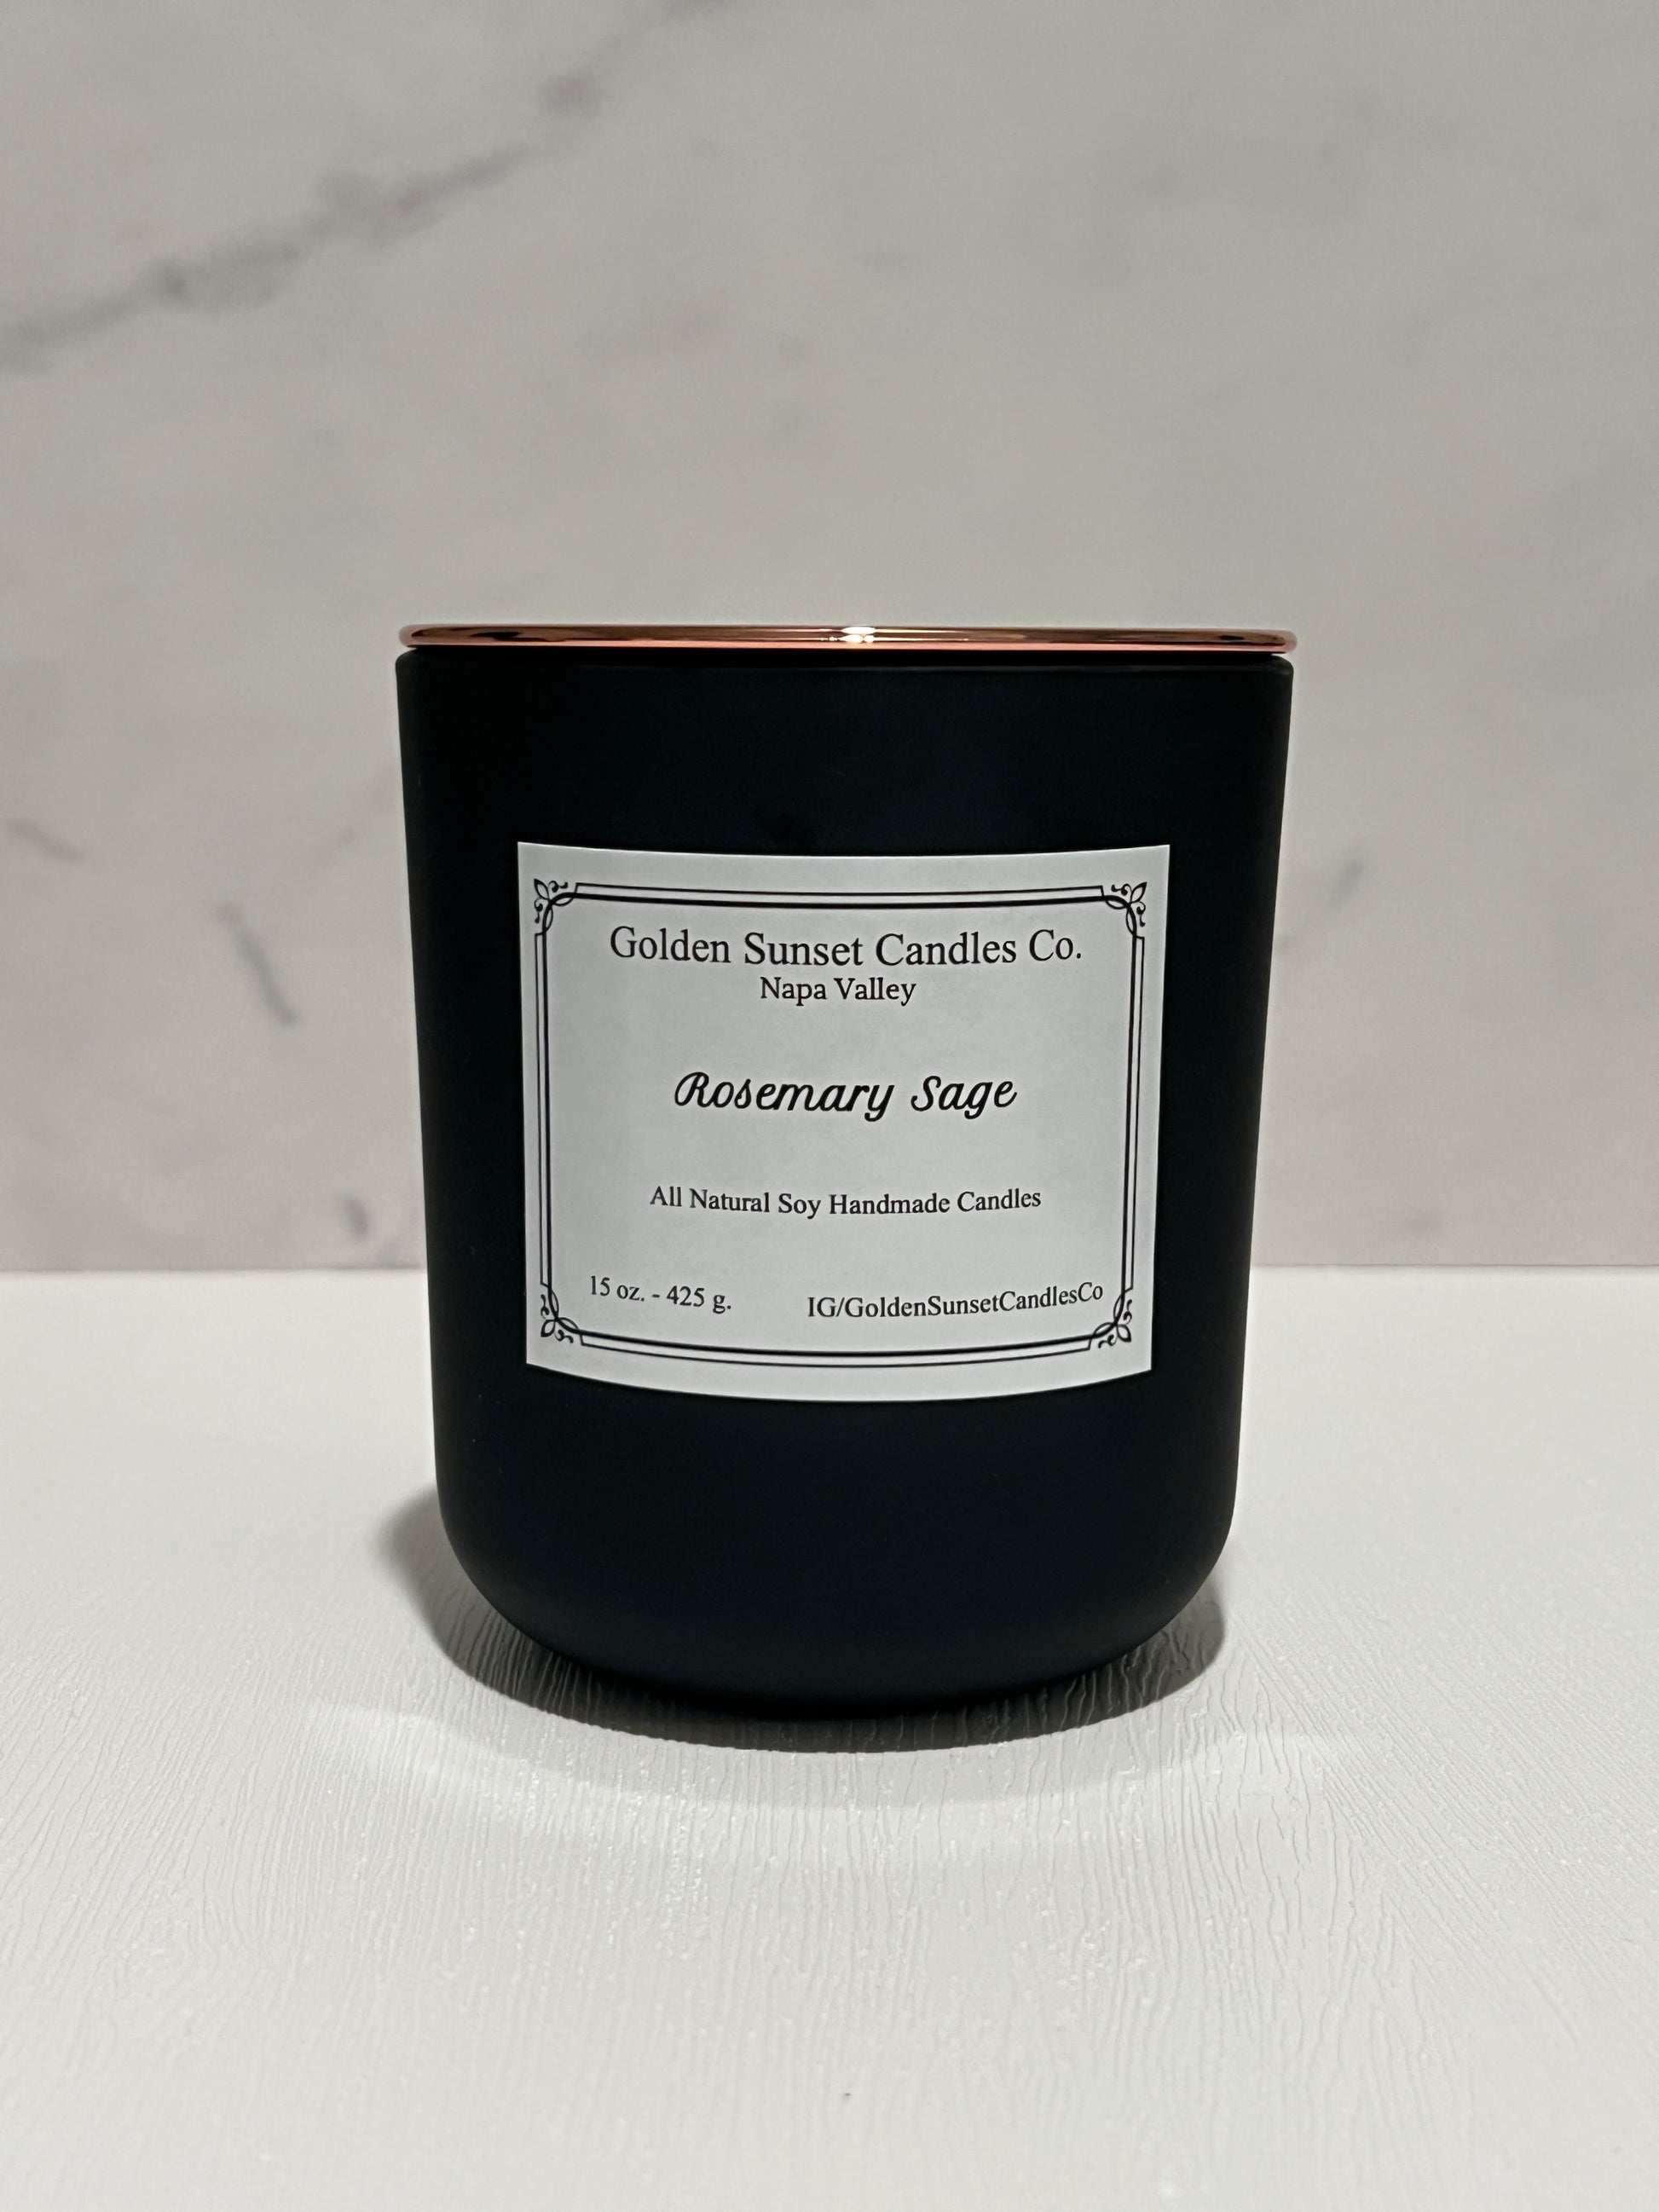 Golden Sunset Candles Co.
Napa Valley
Rosemary Sage
All Natural Soy Handmade Candles
15 oz. - 425 g. IG/GoldenSunsetCandlesCo